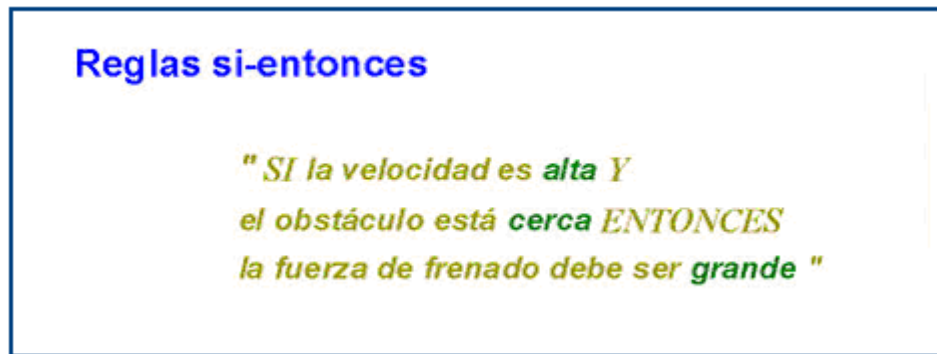 Reglas si-entonces
" SI la velocidad es alta Y
el obstáculo está cerca ENTONCES
la fuerza de frenado debe ser grande "